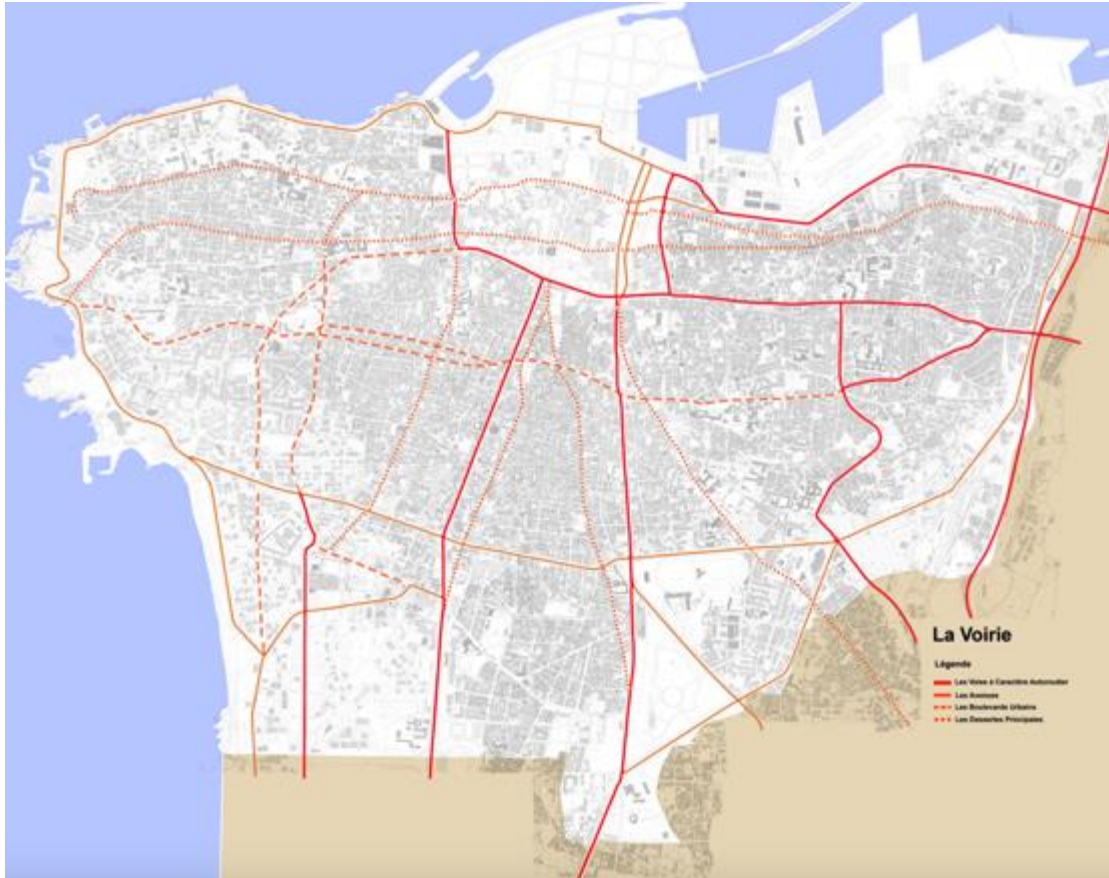 La Voirie
Légende
Les Voies à Caractère Autoroutier
Les Avenues
Les Boulevards Urbains
Les Dessertes Principales